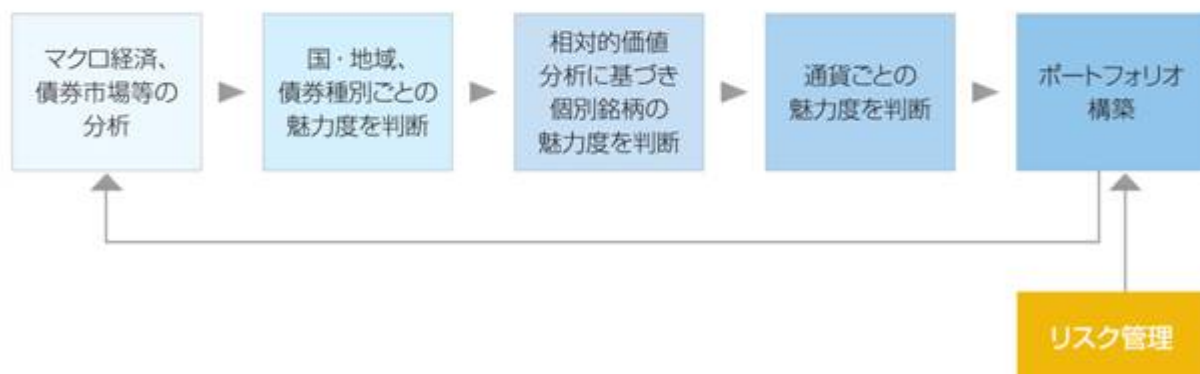 マクロ経済、
債券市場等の
分析
国・地域、
債券種別ごとの
魅力度を判断
相対的価値
分析に基づき
個別銘柄の
魅力度を判断
通貨ごとの
魅力度を判断
ポートフォリオ
構築
リスク管理